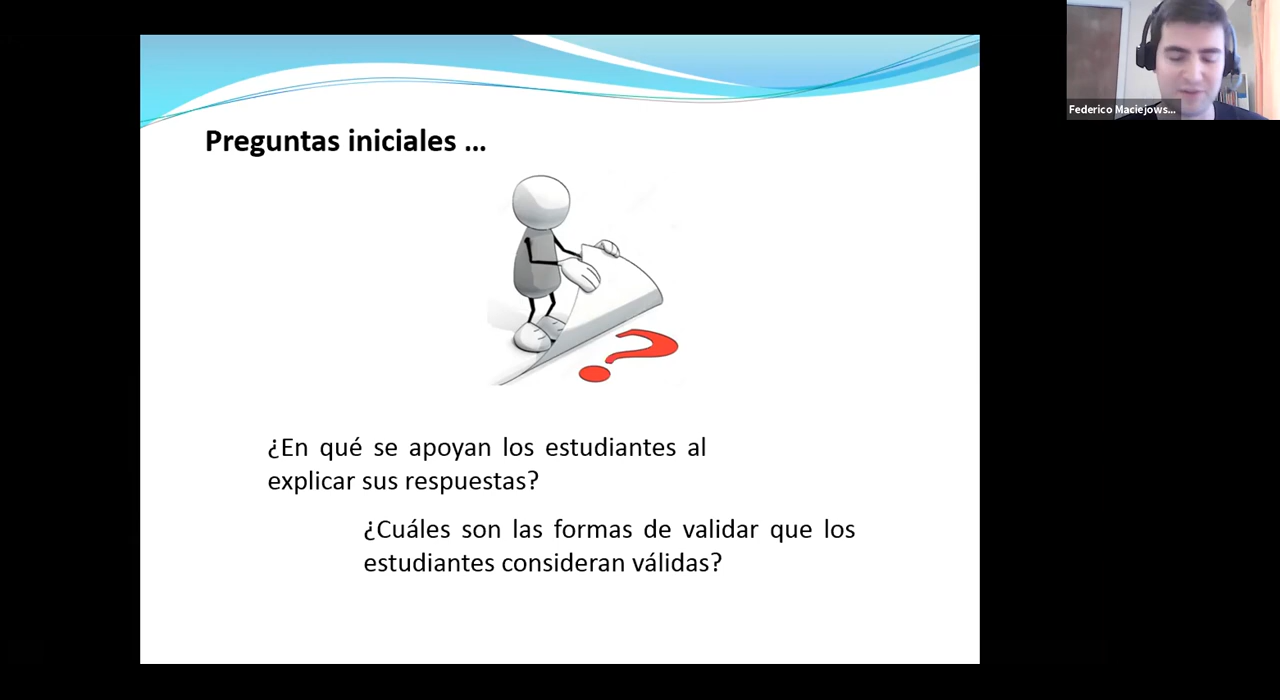 Federico Maciejows...
Preguntas iniciales ...
¿En qué se apoyan los estudiantes al
explicar sus respuestas?
¿Cuáles son las formas de validar que los
estudiantes consideran válidas?